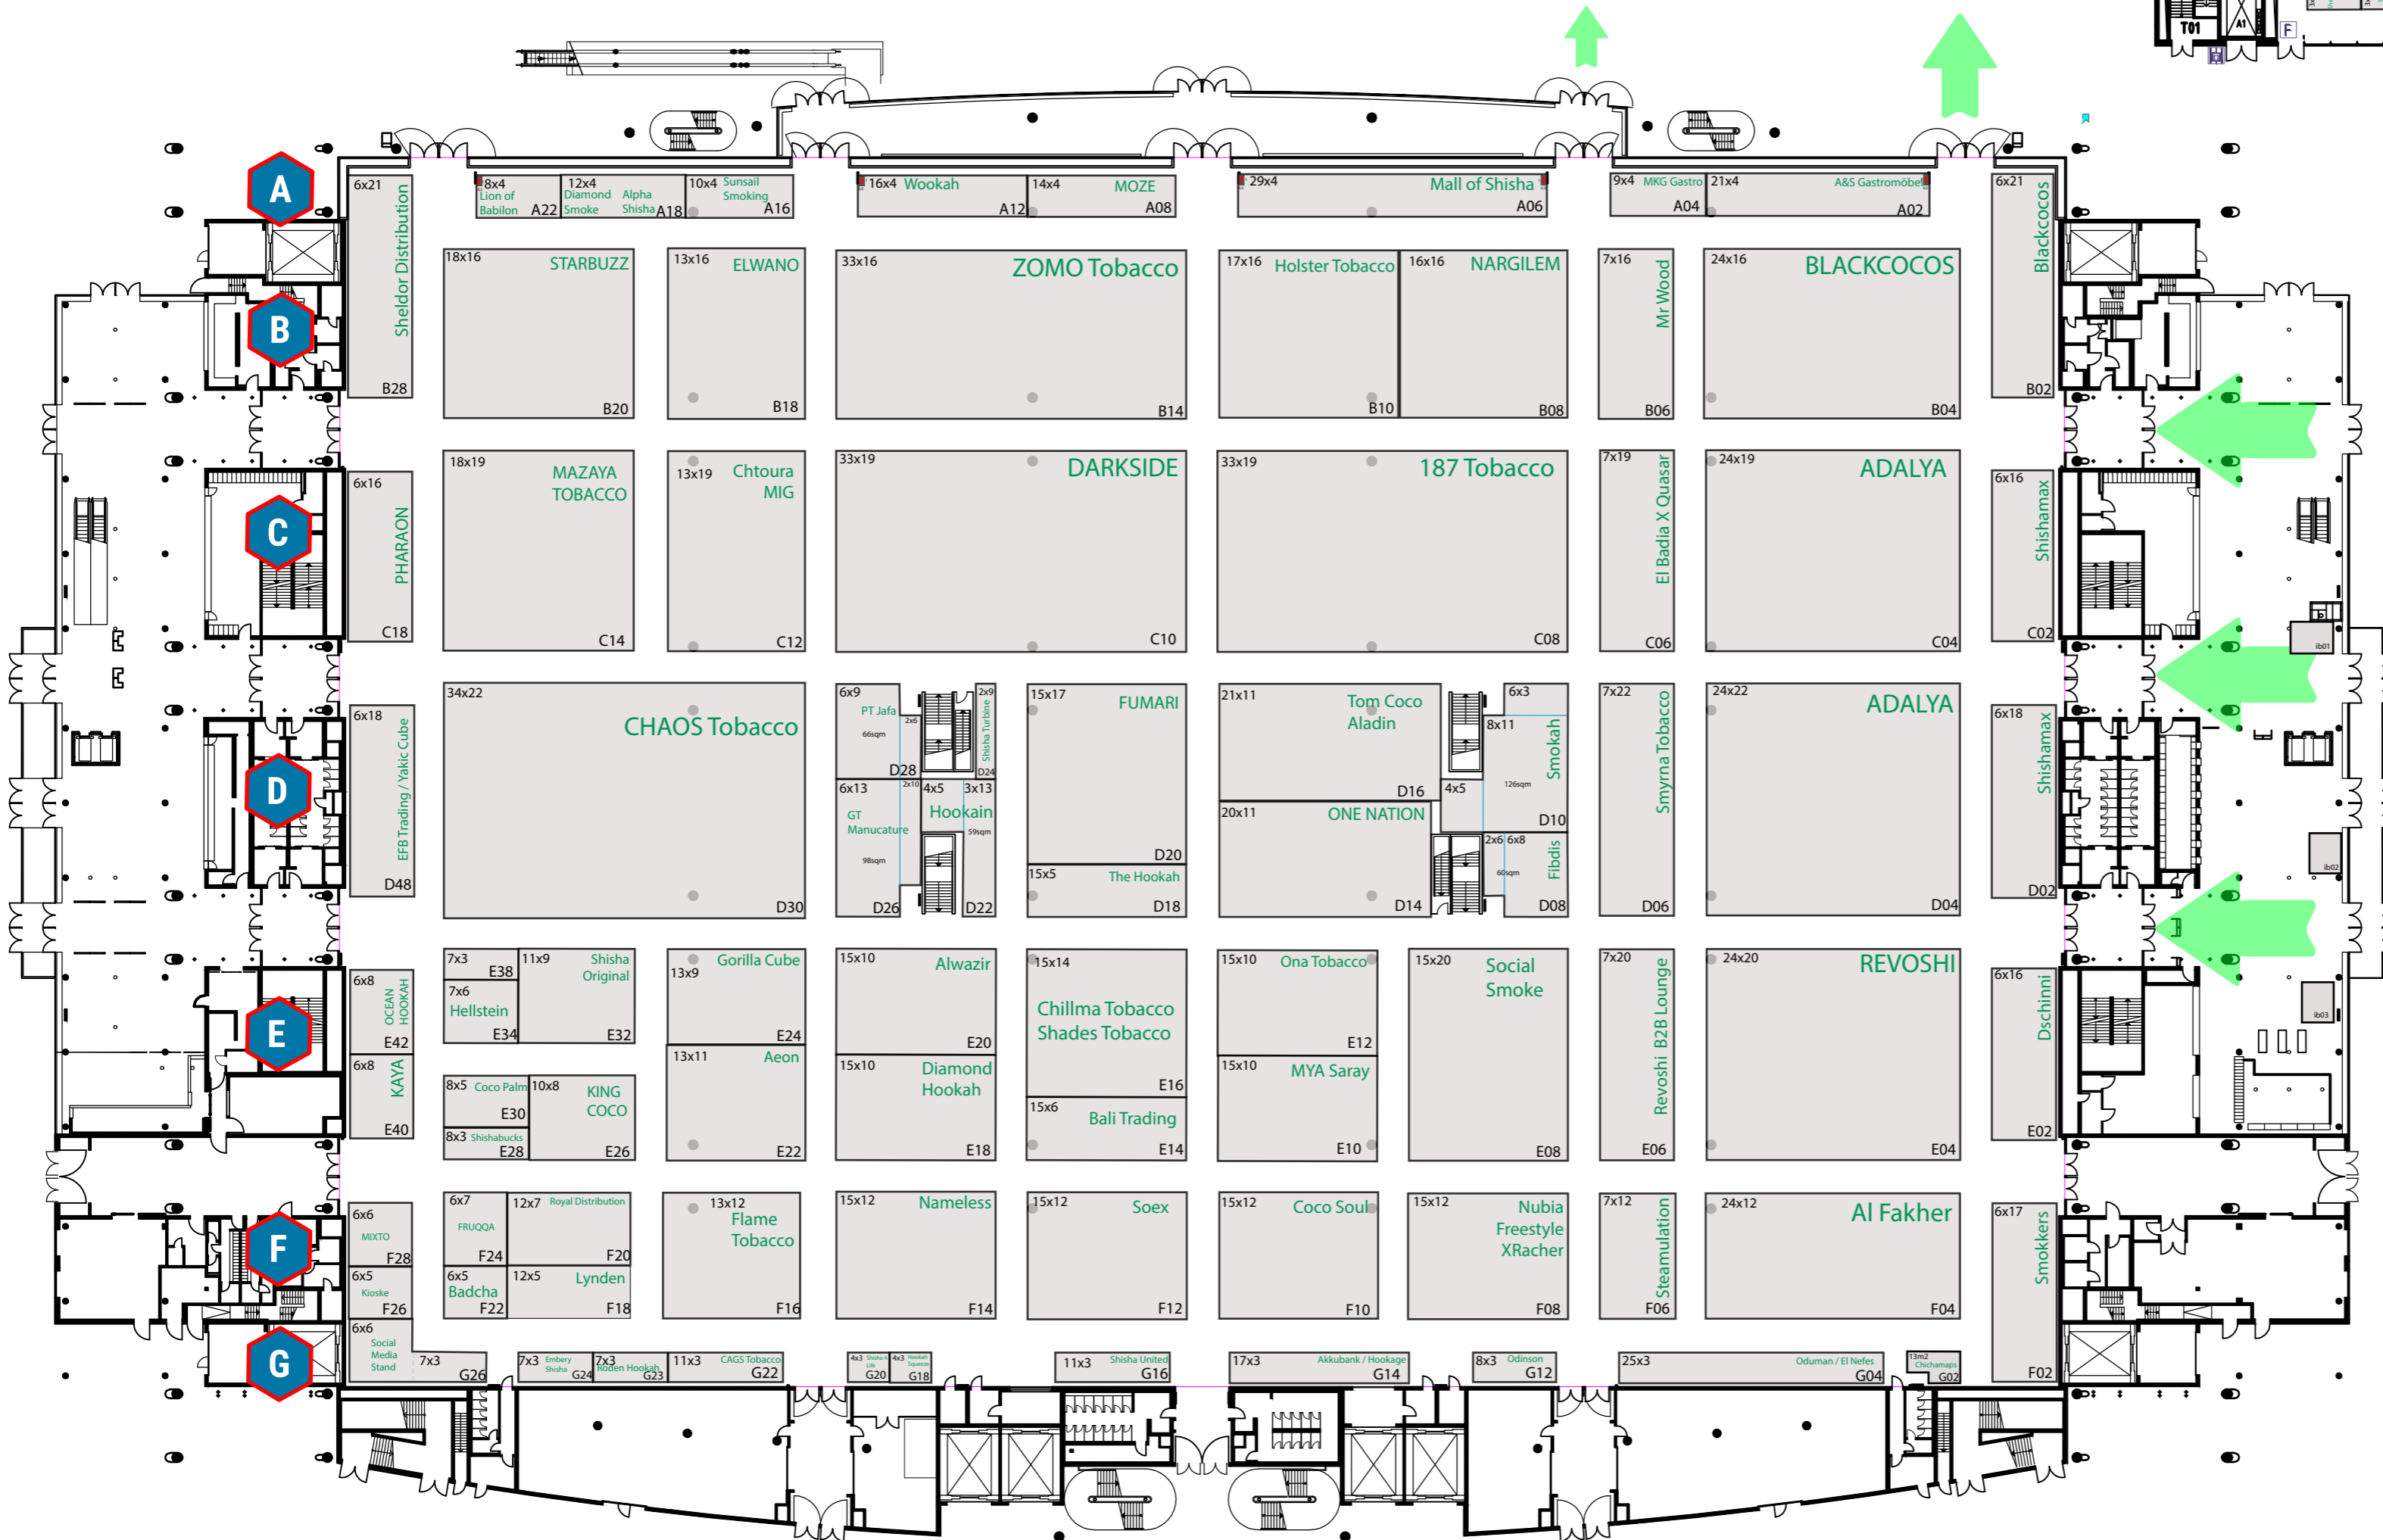 T01
A1
F
A
6x21
Sheldor Distribution
B28
8x4
Lion of
Babilon
A22
12x4
Diamond
Smoke
Alpha
Shisha
A18
10x4
Sunsail
Smoking
A16
16x4
Wookah
A12
14x4
MOZE
A08
29x4
Mall of Shisha
A06
9x4
MKG Gastro
A04
21x4
A&S Gastromöbel
A02
6x21
Blackcocos
B02
B
18x16
STARBUZZ
B20
13x16
ELWANO
B18
33x16
ZOMO Tobacco
B14
17x16
Holster Tobacco
B10
16x16
NARGILEM
B08
7x16
Mr Wood
B06
24x16
BLACKCOCOS
B04
C
6x16
PHARAON
C18
18x19
MAZAYA
TOBACCO
C14
13x19
Chtoura
MIG
C12
33x19
DARKSIDE
C10
33x19
187 Tobacco
C08
7x19
El Badia X Quasar
C06
24x19
ADALYA
C04
6x16
Shishamax
C02
ib01
D
6x18
EFB Trading / Yakic Cube
D48
34x22
CHAOS Tobacco
D30
6x9
PT Jafa
66sqm
2x6
D28
2x9
Shisha Turbine
D24
6x13
GT
Manucature
98sqm
2x10
D26
4x5
3x13
Hookain
59sqm
D22
15x17
FUMARI
D20
15x5
The Hookah
D18
21x11
Tom Coco
Aladin
D16
20x11
ONE NATION
D14
6x3
8x11
Smokah
126sqm
4x5
D10
2x6
6x8
Fibdis
60sqm
D08
7x22
Smyrna Tobacco
D06
24x22
ADALYA
D04
6x18
Shishamax
D02
ib02
E
6x8
OCEAN
HOOKAH
E42
6x8
KAYA
E40
7x3
E38
7x6
Hellstein
E34
11x9
Shisha
Original
E32
8x5
Coco Palm
E30
8x3
Shishabucks
E28
10x8
KING
COCO
E26
13x9
Gorilla Cube
E24
13x11
Aeon
E22
15x10
Alwazir
E20
15x10
Diamond
Hookah
E18
15x14
Chillma Tobacco
Shades Tobacco
E16
15x6
Bali Trading
E14
15x10
Ona Tobacco
E12
15x10
MYA Saray
E10
15x20
Social
Smoke
E08
7x20
Revoshi B2B Lounge
E06
24x20
REVOSHI
E04
6x16
Dschinni
E02
ib03
F
6x6
MIXTO
F28
6x5
Kioske
F26
6x7
FRUQQA
F24
12x7
Royal Distribution
F20
6x5
Badcha
F22
12x5
Lynden
F18
13x12
Flame
Tobacco
F16
15x12
Nameless
F14
15x12
Soex
F12
15x12
Coco Soul
F10
15x12
Nubia
Freestyle
XRacher
F08
7x12
Steamulation
F06
24x12
Al Fakher
F04
6x17
Smokkers
F02
G
6x6
Social
Media
Stand
7x3
G26
7x3
Embery
Shisha
G24
7x3
Roden Hookah
G23
11x3
CAGS Tobacco
G22
4x3
Shisha 4
Life
G20
4x3
Hookah
Squeeze
G18
11x3
Shisha United
G16
17x3
Akkubank / Hookage
G14
8x3
Odinson
G12
25x3
Oduman / El Nefes
G04
13m2
Chichamaps
G02